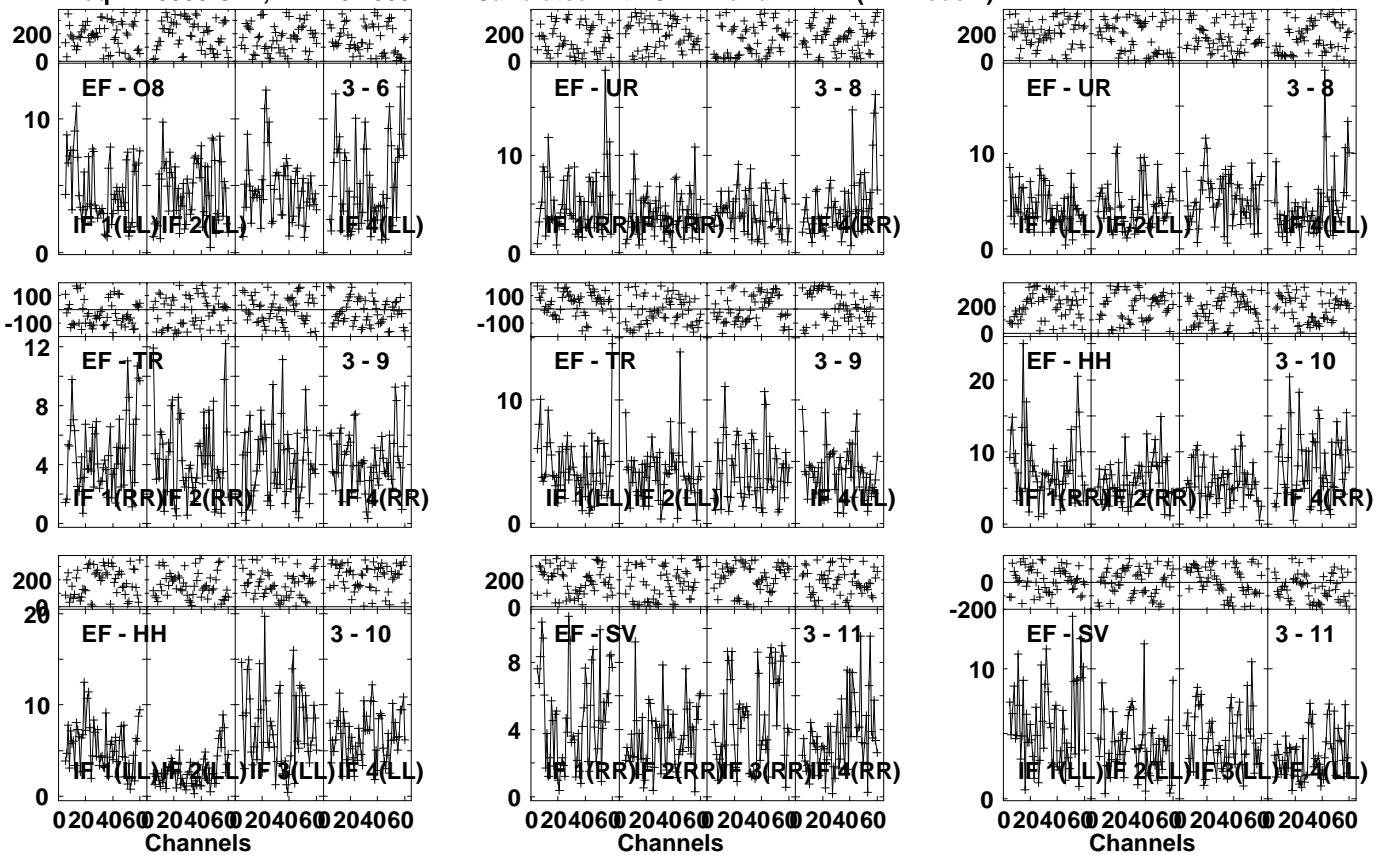 200
0
EF - O8 3 - 6
10
0
IF 1(LL) IF 2(LL) IF 4(LL)
200
0
EF - UR 3 - 8
10
0
IF 1(RR) IF 2(RR) IF 4(RR)
200
0
EF - UR 3 - 8
10
0
IF 1(LL) IF 2(LL) IF 4(LL)
100
-100
12
EF - TR 3 - 9
8
4
0
IF 1(RR) IF 2(RR) IF 4(RR)
100
-100
EF - TR 3 - 9
10
0
IF 1(LL) IF 2(LL) IF 4(LL)
200
0
EF - HH 3 - 10
20
10
0
IF 1(RR) IF 2(RR) IF 4(RR)
200
0
20
EF - HH 3 - 10
10
0
IF 1(LL) IF 2(LL) IF 3(LL) IF 4(LL)
0 20 40 60 0 20 40 60 0 20 40 60 0 20 40 60
Channels
200
0
EF - SV 3 - 11
8
4
0
IF 1(RR) IF 2(RR) IF 3(RR) IF 4(RR)
0 20 40 60 0 20 40 60 0 20 40 60 0 20 40 60
Channels
0
-200
EF - SV 3 - 11
10
0
IF 1(LL) IF 2(LL) IF 3(LL) IF 4(LL)
0 20 40 60 0 20 40 60 0 20 40 60 0 20 40 60
Channels